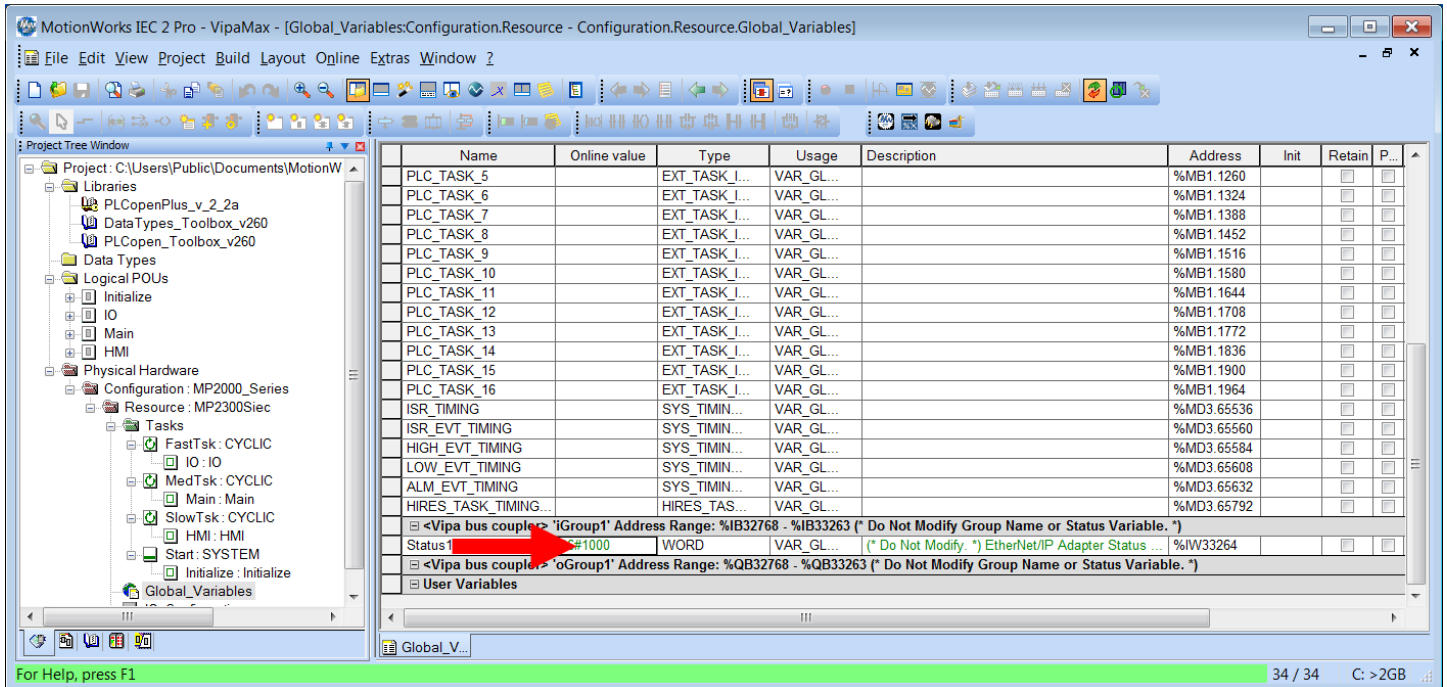 MotionWorks IEC 2 Pro - VipaMax - [Global_Variables:Configuration.Resource - Configuration.Resource.Global_Variables]
File Edit View Project Build Layout Online Extras Window ?
Project Tree Window
Project : C:\Users\Public\Documents\MotionW
Libraries
PLCopenPlus_v_2_2a
DataTypes_Toolbox_v260
PLCopen_Toolbox_v260
Data Types
Logical POUs
Initialize
IO
Main
HMI
Physical Hardware
Configuration : MP2000_Series
Resource : MP2300Siec
Tasks
FastTsk : CYCLIC
IO : IO
MedTsk : CYCLIC
Main : Main
SlowTsk : CYCLIC
HMI : HMI
Start : SYSTEM
Initialize : Initialize
Global_Variables
Name Online value Type Usage Description Address Init Retain P...
PLC_TASK_5 EXT_TASK_I... VAR_GL... %MB1.1260
PLC_TASK_6 EXT_TASK_I... VAR_GL... %MB1.1324
PLC_TASK_7 EXT_TASK_I... VAR_GL... %MB1.1388
PLC_TASK_8 EXT_TASK_I... VAR_GL... %MB1.1452
PLC_TASK_9 EXT_TASK_I... VAR_GL... %MB1.1516
PLC_TASK_10 EXT_TASK_I... VAR_GL... %MB1.1580
PLC_TASK_11 EXT_TASK_I... VAR_GL... %MB1.1644
PLC_TASK_12 EXT_TASK_I... VAR_GL... %MB1.1708
PLC_TASK_13 EXT_TASK_I... VAR_GL... %MB1.1772
PLC_TASK_14 EXT_TASK_I... VAR_GL... %MB1.1836
PLC_TASK_15 EXT_TASK_I... VAR_GL... %MB1.1900
PLC_TASK_16 EXT_TASK_I... VAR_GL... %MB1.1964
ISR_TIMING SYS_TIMIN... VAR_GL... %MD3.65536
ISR_EVT_TIMING SYS_TIMIN... VAR_GL... %MD3.65560
HIGH_EVT_TIMING SYS_TIMIN... VAR_GL... %MD3.65584
LOW_EVT_TIMING SYS_TIMIN... VAR_GL... %MD3.65608
ALM_EVT_TIMING SYS_TIMIN... VAR_GL... %MD3.65632
HIRES_TASK_TIMING... HIRES_TAS... VAR_GL... %MD3.65792
<Vipa bus coupler> 'iGroup1' Address Range: %IB32768 - %IB33263 (* Do Not Modify Group Name or Status Variable. *)
Status1 #1000 WORD VAR_GL... (* Do Not Modify. *) EtherNet/IP Adapter Status ... %IW33264
<Vipa bus coupler> 'oGroup1' Address Range: %QB32768 - %QB33263 (* Do Not Modify Group Name or Status Variable. *)
User Variables
Global_V...
For Help, press F1 34 / 34 C: >2GB